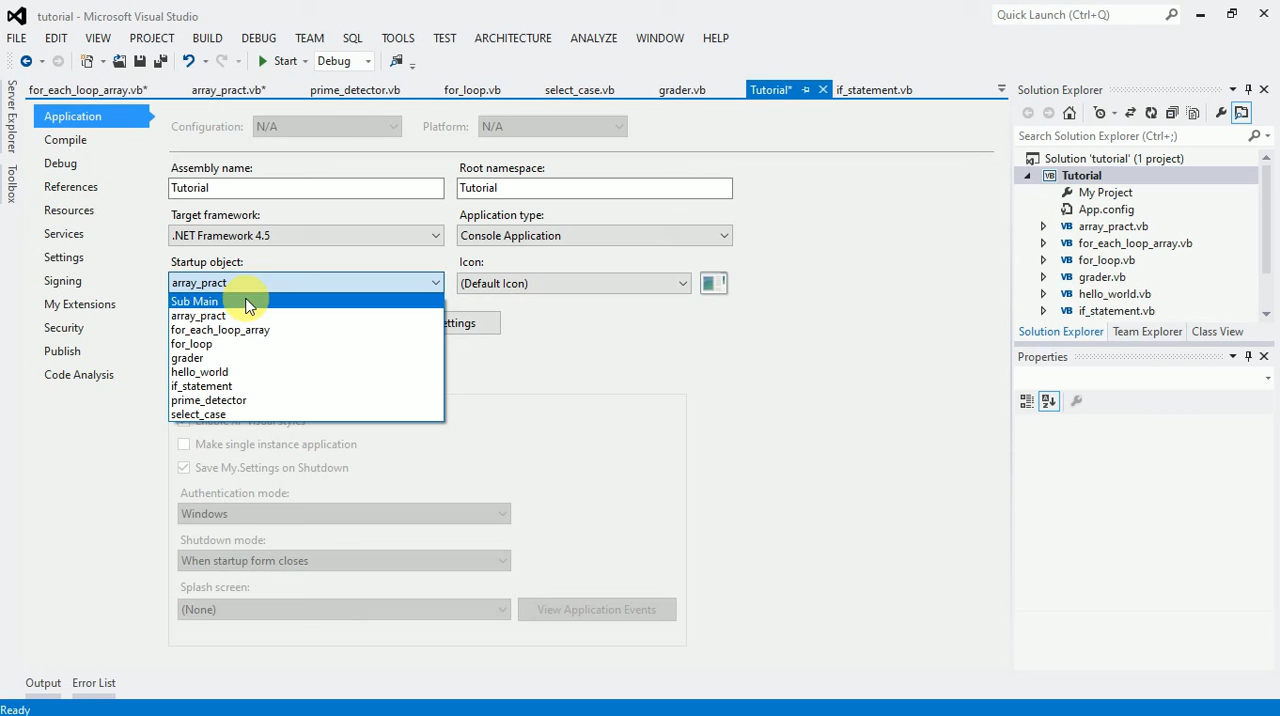 tutorial - Microsoft Visual Studio
Quick Launch (Ctrl+Q)
FILE EDIT VIEW PROJECT BUILD DEBUG TEAM SQL TOOLS TEST ARCHITECTURE ANALYZE WINDOW HELP
Start Debug
Server Explorer
Toolbox
for_each_loop_array.vb* array_pract.vb* prime_detector.vb for_loop.vb select_case.vb grader.vb Tutorial* if_statement.vb
Application
Compile
Debug
References
Resources
Services
Settings
Signing
My Extensions
Security
Publish
Code Analysis
Configuration: N/A Platform: N/A
Assembly name: Root namespace:
Tutorial Tutorial
Target framework: Application type:
.NET Framework 4.5 Console Application
Startup object: Icon:
array_pract (Default Icon)
Sub Main
array_pract
for_each_loop_array
for_loop
grader
hello_world
if_statement
prime_detector
select_case
ettings
Make single instance application
Save My.Settings on Shutdown
Authentication mode:
Windows
Shutdown mode:
When startup form closes
Splash screen:
(None) View Application Events
Solution Explorer
Search Solution Explorer (Ctrl+;)
Solution 'tutorial' (1 project)
Tutorial
My Project
App.config
array_pract.vb
for_each_loop_array.vb
for_loop.vb
grader.vb
hello_world.vb
if_statement.vb
Solution Explorer Team Explorer Class View
Properties
Output Error List
Ready